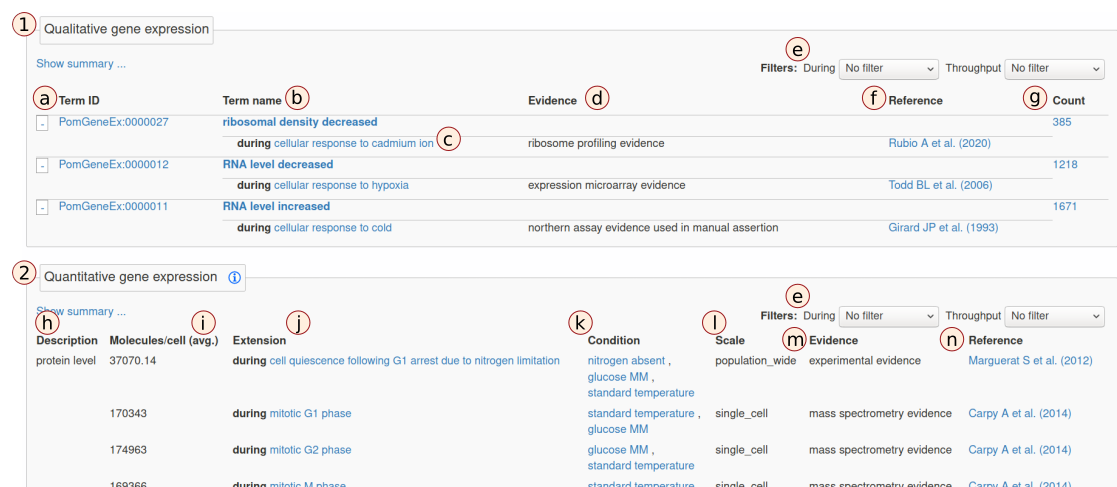 1 Qualitative gene expression
Show summary ...
e
Filters: During No filter Throughput No filter
a Term ID Term name b Evidence d f Reference g Count
- PomGeneEx:0000027 ribosomal density decreased 385
during cellular response to cadmium ion c ribosome profiling evidence Rubio A et al. (2020)
- PomGeneEx:0000012 RNA level decreased 1218
during cellular response to hypoxia expression microarray evidence Todd BL et al. (2006)
- PomGeneEx:0000011 RNA level increased 1671
during cellular response to cold northern assay evidence used in manual assertion Girard JP et al. (1993)
2 Quantitative gene expression i
Show summary ...
e
Filters: During No filter Throughput No filter
h i j k l m n
Description Molecules/cell (avg.) Extension Condition Scale Evidence Reference
protein level 37070.14 during cell quiescence following G1 arrest due to nitrogen limitation nitrogen absent , population_wide experimental evidence Marguerat S et al. (2012)
glucose MM ,
standard temperature
170343 during mitotic G1 phase standard temperature , single_cell mass spectrometry evidence Carpy A et al. (2014)
glucose MM
174963 during mitotic G2 phase glucose MM , single_cell mass spectrometry evidence Carpy A et al. (2014)
standard temperature
169366 during mitotic M phase standard temperature single_cell mass spectrometry evidence Carpy A et al. (2014)